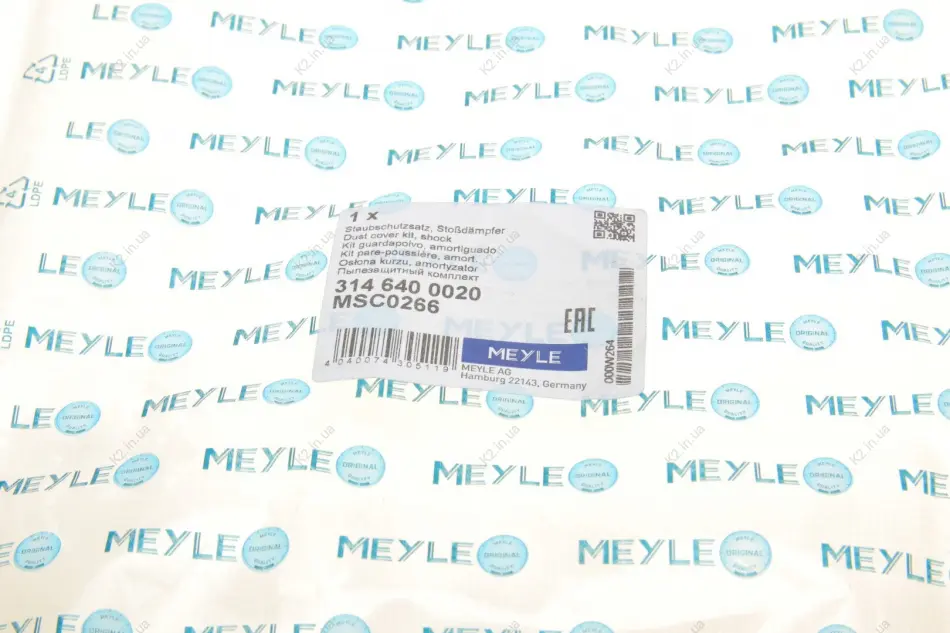 1 X
Staubschutzsatz, Stoßdämpfer
Dust cover kit, shock
Kit guardapolvo, amortiguado
Kit pare-poussière, amort.
Osłona kurzu, amortyzator
Пылезащитный комплект
314 640 0020
MSC0266
EAC
MEYLE
4 040074 305119
MEYLE AG
Hamburg 22143, Germany
000W264
MEYLE ORIGINAL QUALITY
LDPE
K2.in.ua